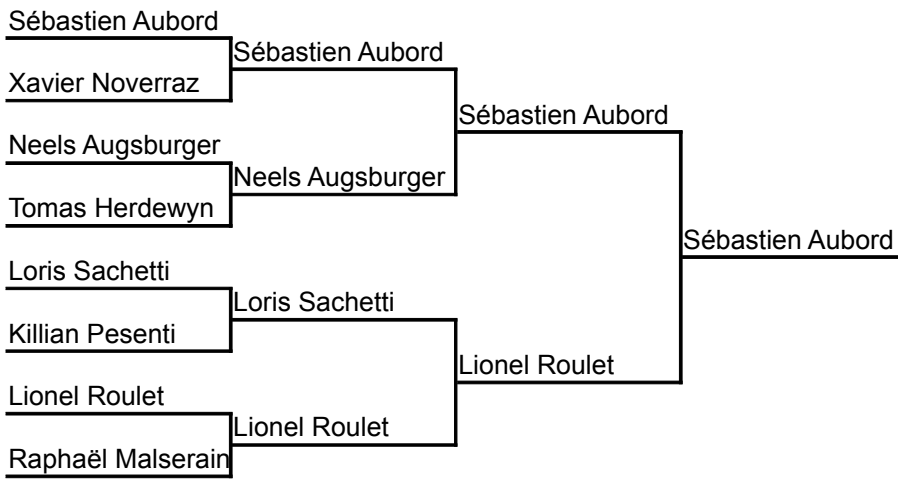 Sébastien Aubord
Xavier Noverraz
Neels Augsburger
Tomas Herdewyn
Loris Sachetti
Killian Pesenti
Lionel Roulet
Raphaël Malserain
Sébastien Aubord
Neels Augsburger
Loris Sachetti
Lionel Roulet
Sébastien Aubord
Lionel Roulet
Sébastien Aubord